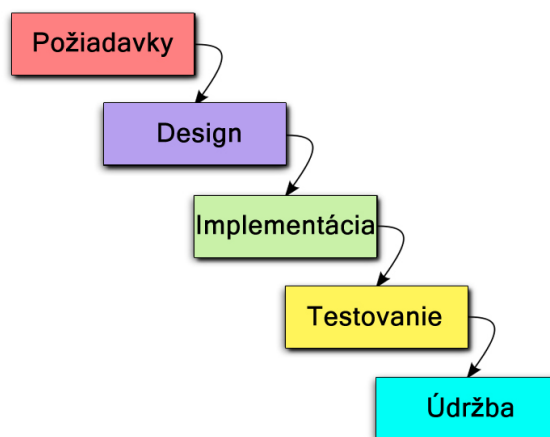 Požiadavky
Design
Implementácia
Testovanie
Údržba